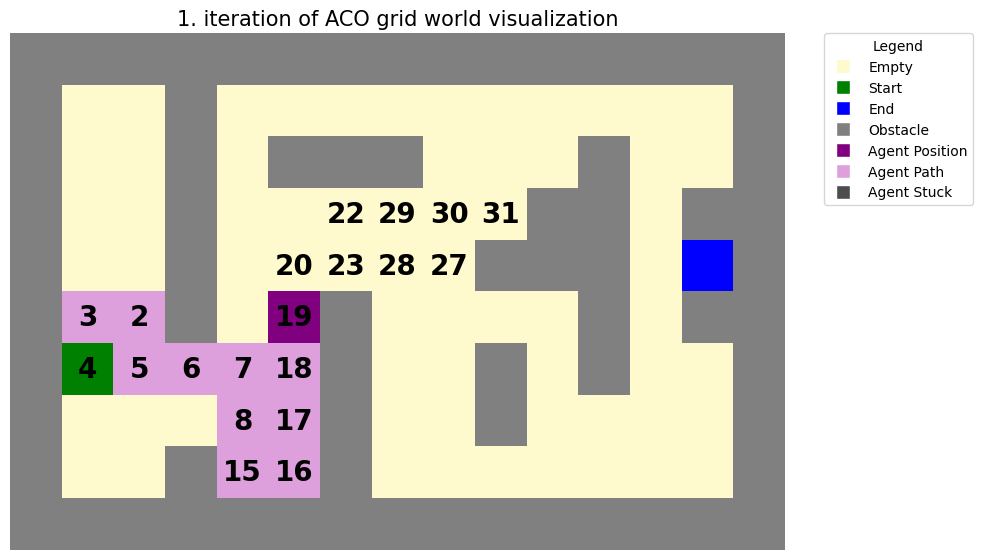 1. iteration of ACO grid world visualization
Legend
Empty
Start
End
Obstacle
Agent Position
Agent Path
Agent Stuck
22 29 30 31
20 23 28 27
3 2 19
4 5 6 7 18
8 17
15 16